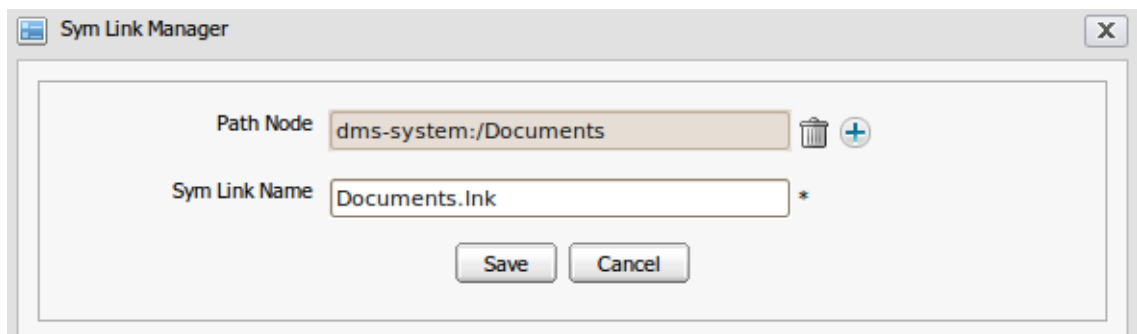 Sym Link Manager
X
Path Node dms-system:/Documents
Sym Link Name Documents.lnk *
Save Cancel